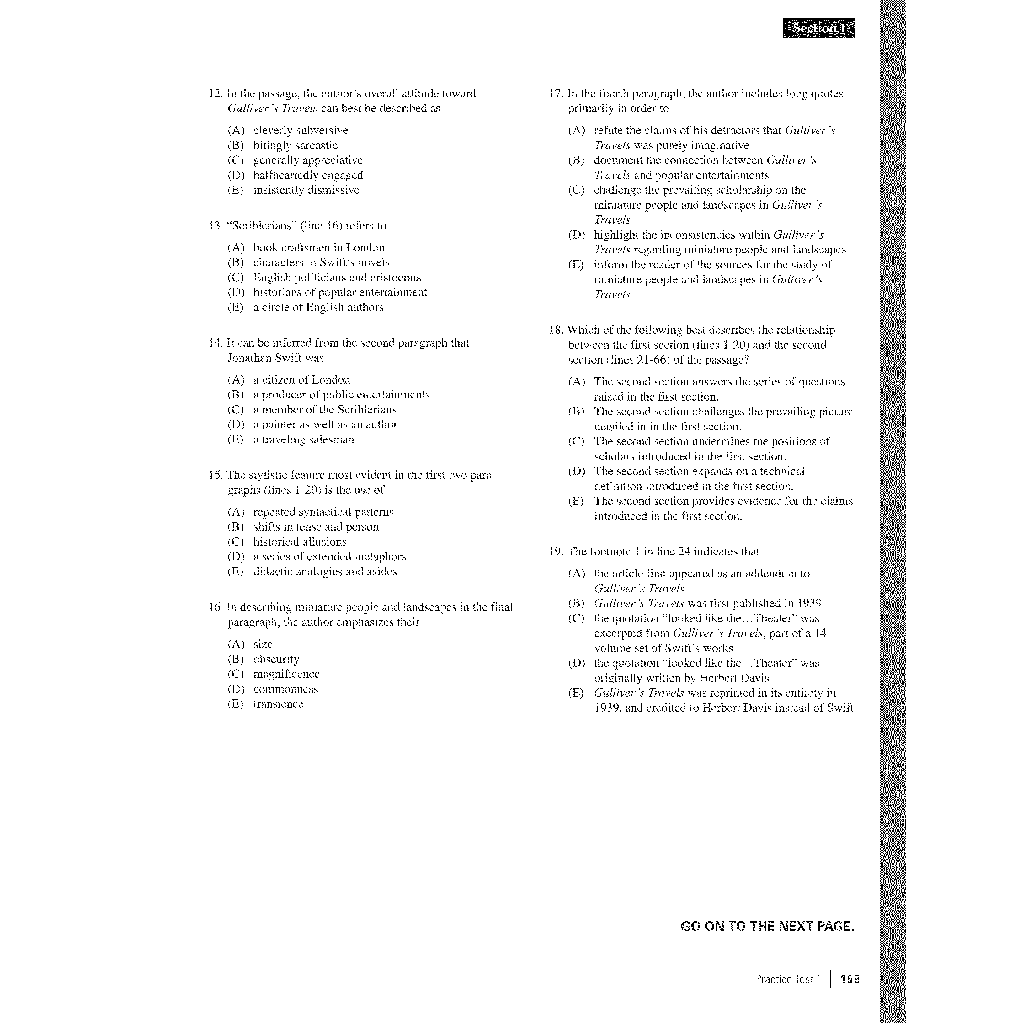 Section I
12. In the passage, the author's overall attitude toward
Gulliver's Travels can best be described as
(A) cleverly subversive
(B) bitingly sarcastic
(C) generally appreciative
(D) halfheartedly engaged
(E) insistently dismissive
13. "Scriblerians" (line 16) refers to
(A) book craftsmen in London
(B) characters in Swift's novels
(C) English politicians and aristocrats
(D) historians of popular entertainment
(E) a circle of English authors
14. It can be inferred from the second paragraph that
Jonathan Swift was
(A) a citizen of London
(B) a producer of public entertainments
(C) a member of the Scriblerians
(D) a painter as well as an author
(E) a traveling salesman
15. The stylistic feature most evident in the first two para-
graphs (lines 1-20) is the use of
(A) repeated syntactical patterns
(B) shifts in tense and person
(C) historical allusions
(D) a series of extended metaphors
(E) didactic analogies and asides
16. In describing miniature people and landscapes in the final
paragraph, the author emphasizes their
(A) size
(B) obscurity
(C) magnificence
(D) commonness
(E) transience
17. In the fourth paragraph, the author includes long quotes
primarily in order to
(A) refute the claims of his detractors that Gulliver's
Travels was purely imaginative
(B) document the connection between Gulliver's
Travels and popular entertainments
(C) challenge the prevailing scholarship on the
miniature people and landscapes in Gulliver's
Travels
(D) highlight the inconsistencies within Gulliver's
Travels regarding miniature people and landscapes
(E) inform the reader of the sources for the study of
miniature people and landscapes in Gulliver's
Travels
18. Which of the following best describes the relationship
between the first section (lines 1-20) and the second
section (lines 21-66) of the passage?
(A) The second section answers the series of questions
raised in the first section.
(B) The second section challenges the prevailing picture
detailed in in the first section.
(C) The second section undermines the positions of
scholars introduced in the first section.
(D) The second section expands on a technical
definition introduced in the first section.
(E) The second section provides evidence for the claims
introduced in the first section.
19. The footnote 1 in line 24 indicates that
(A) the article first appeared as an addendum to
Gulliver's Travels
(B) Gulliver's Travels was first published in 1939
(C) the quotation "looked like the...Theater" was
excerpted from Gulliver's Travels, part of a 14
volume set of Swift's works
(D) the quotation "looked like the...Theater" was
originally written by Herbert Davis
(E) Gulliver's Travels was reprinted in its entirety in
1939, and credited to Herbert Davis instead of Swift
GO ON TO THE NEXT PAGE.
Practice Test 1